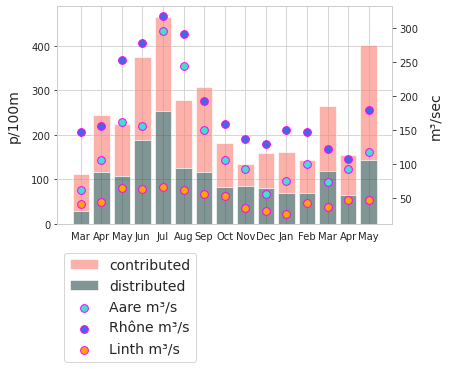 400
300
200
100
0
p/100m
300
250
200
150
100
50
m³/sec
Mar Apr May Jun Jul Aug Sep Oct Nov Dec Jan Feb Mar Apr May
contributed
distributed
Aare m³/s
Rhône m³/s
Linth m³/s